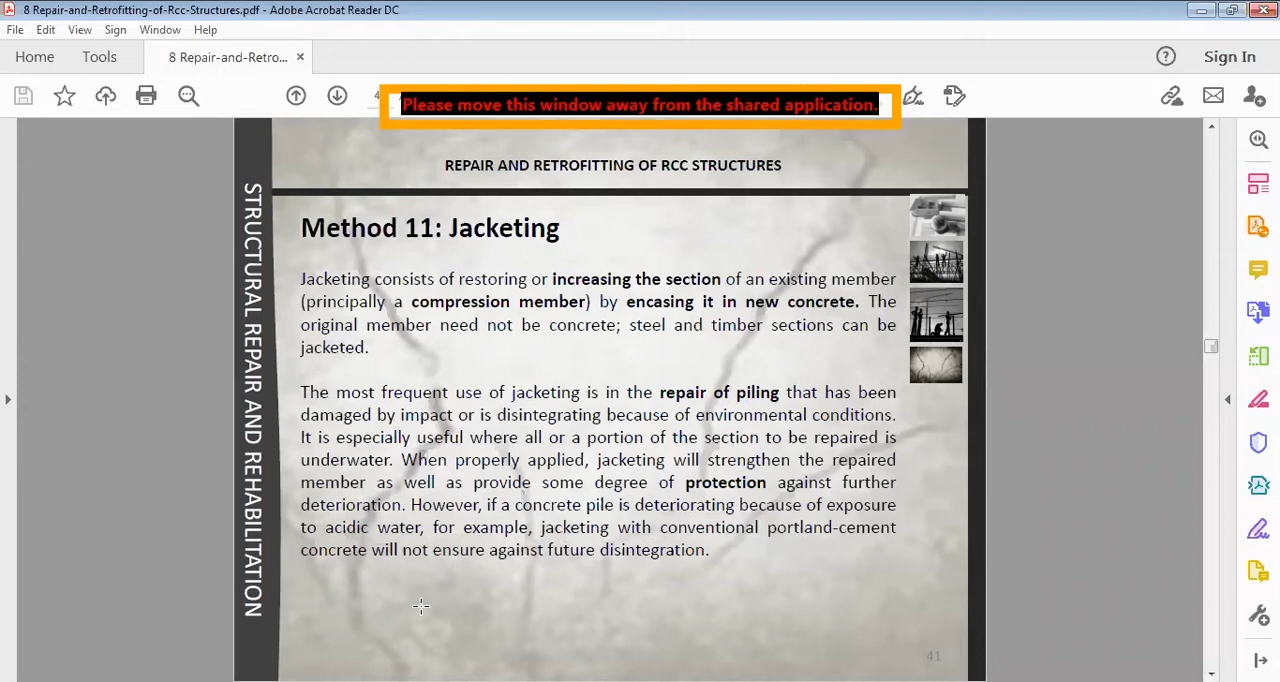 8 Repair-and-Retrofitting-of-Rcc-Structures.pdf - Adobe Acrobat Reader DC
File Edit View Sign Window Help
Home Tools 8 Repair-and-Retro... × Sign In
Please move this window away from the shared application.
REPAIR AND RETROFITTING OF RCC STRUCTURES
STRUCTURAL REPAIR AND REHABILITATION
Method 11: Jacketing
Jacketing consists of restoring or increasing the section of an existing member
(principally a compression member) by encasing it in new concrete. The
original member need not be concrete; steel and timber sections can be
jacketed.
The most frequent use of jacketing is in the repair of piling that has been
damaged by impact or is disintegrating because of environmental conditions.
It is especially useful where all or a portion of the section to be repaired is
underwater. When properly applied, jacketing will strengthen the repaired
member as well as provide some degree of protection against further
deterioration. However, if a concrete pile is deteriorating because of exposure
to acidic water, for example, jacketing with conventional portland-cement
concrete will not ensure against future disintegration.
41